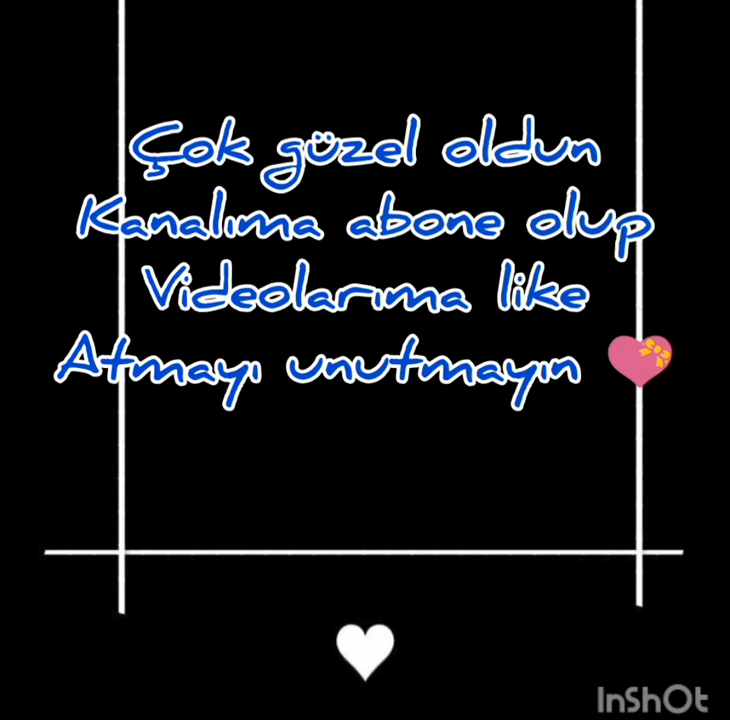 Çok güzel oldun
Kanalıma abone olup
Videolarıma like
Atmayı unutmayın 💝
InShOt